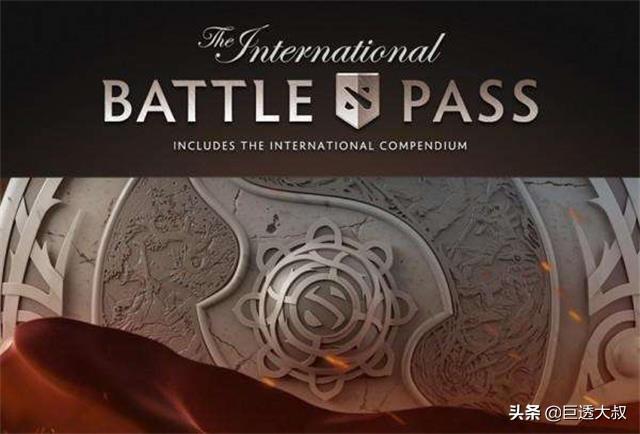 The International
BATTLE PASS
INCLUDES THE INTERNATIONAL COMPENDIUM
头条 @巨透大叔